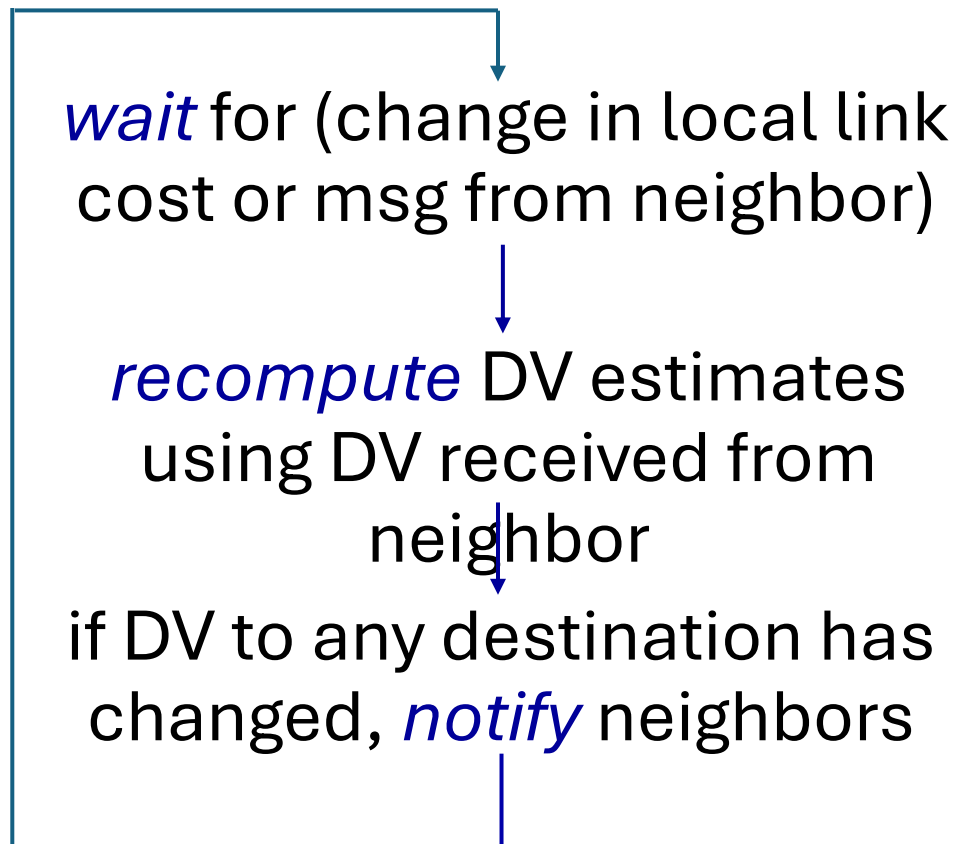 wait for (change in local link
cost or msg from neighbor)
recompute DV estimates
using DV received from
neighbor
if DV to any destination has
changed, notify neighbors